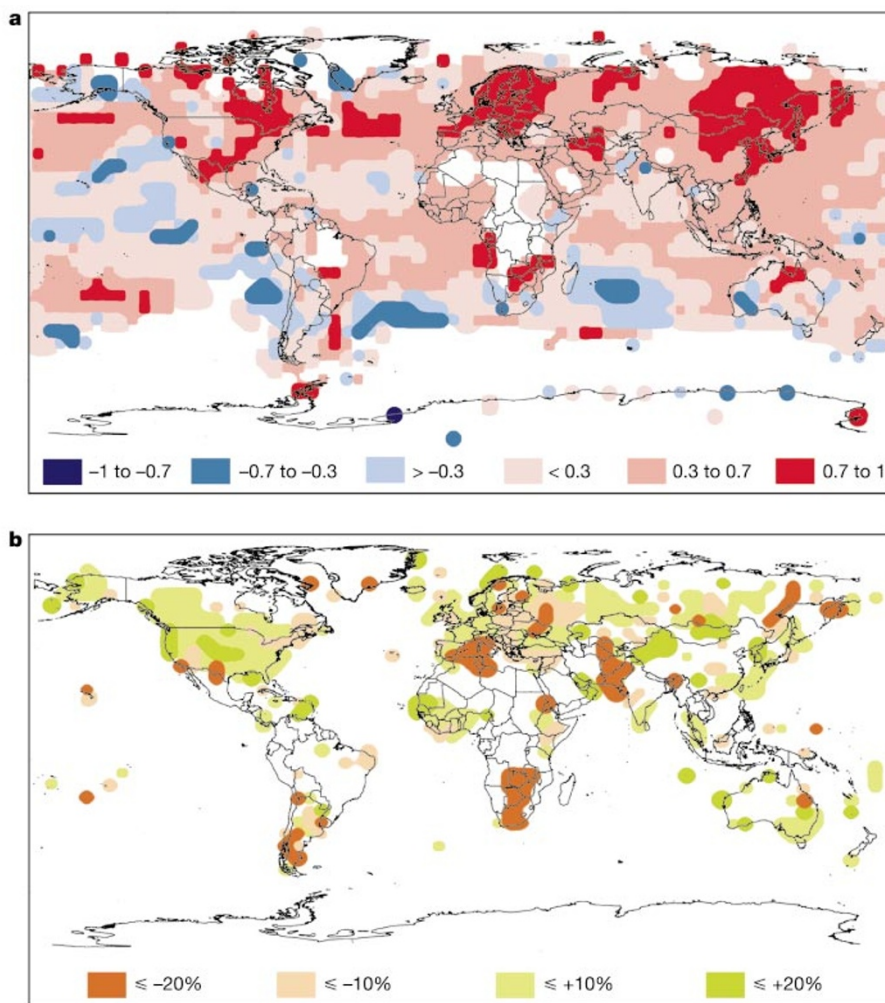 a
−1 to −0.7 −0.7 to −0.3 > −0.3 < 0.3 0.3 to 0.7 0.7 to 1
b
⩽ −20% ⩽ −10% ⩽ +10% ⩽ +20%